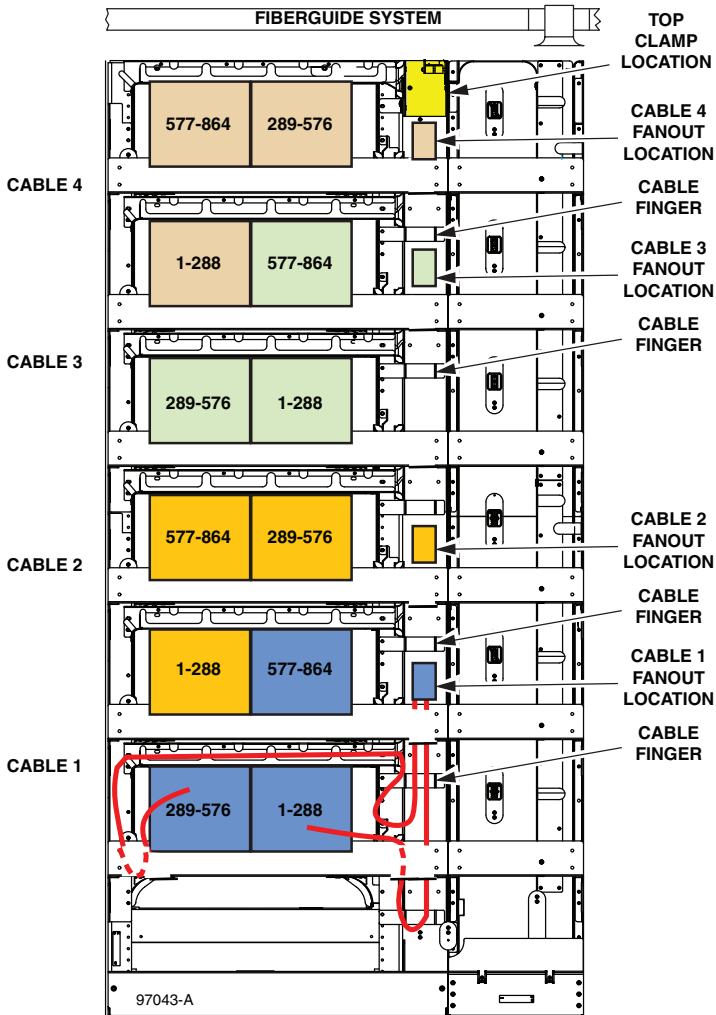 FIBERGUIDE SYSTEM
TOP
CLAMP
LOCATION
577-864
289-576
CABLE 4
FANOUT
LOCATION
CABLE 4
CABLE
FINGER
1-288
577-864
CABLE 3
FANOUT
LOCATION
CABLE
FINGER
CABLE 3
289-576
1-288
577-864
289-576
CABLE 2
FANOUT
LOCATION
CABLE 2
CABLE
FINGER
1-288
577-864
CABLE 1
FANOUT
LOCATION
CABLE
FINGER
CABLE 1
289-576
1-288
97043-A